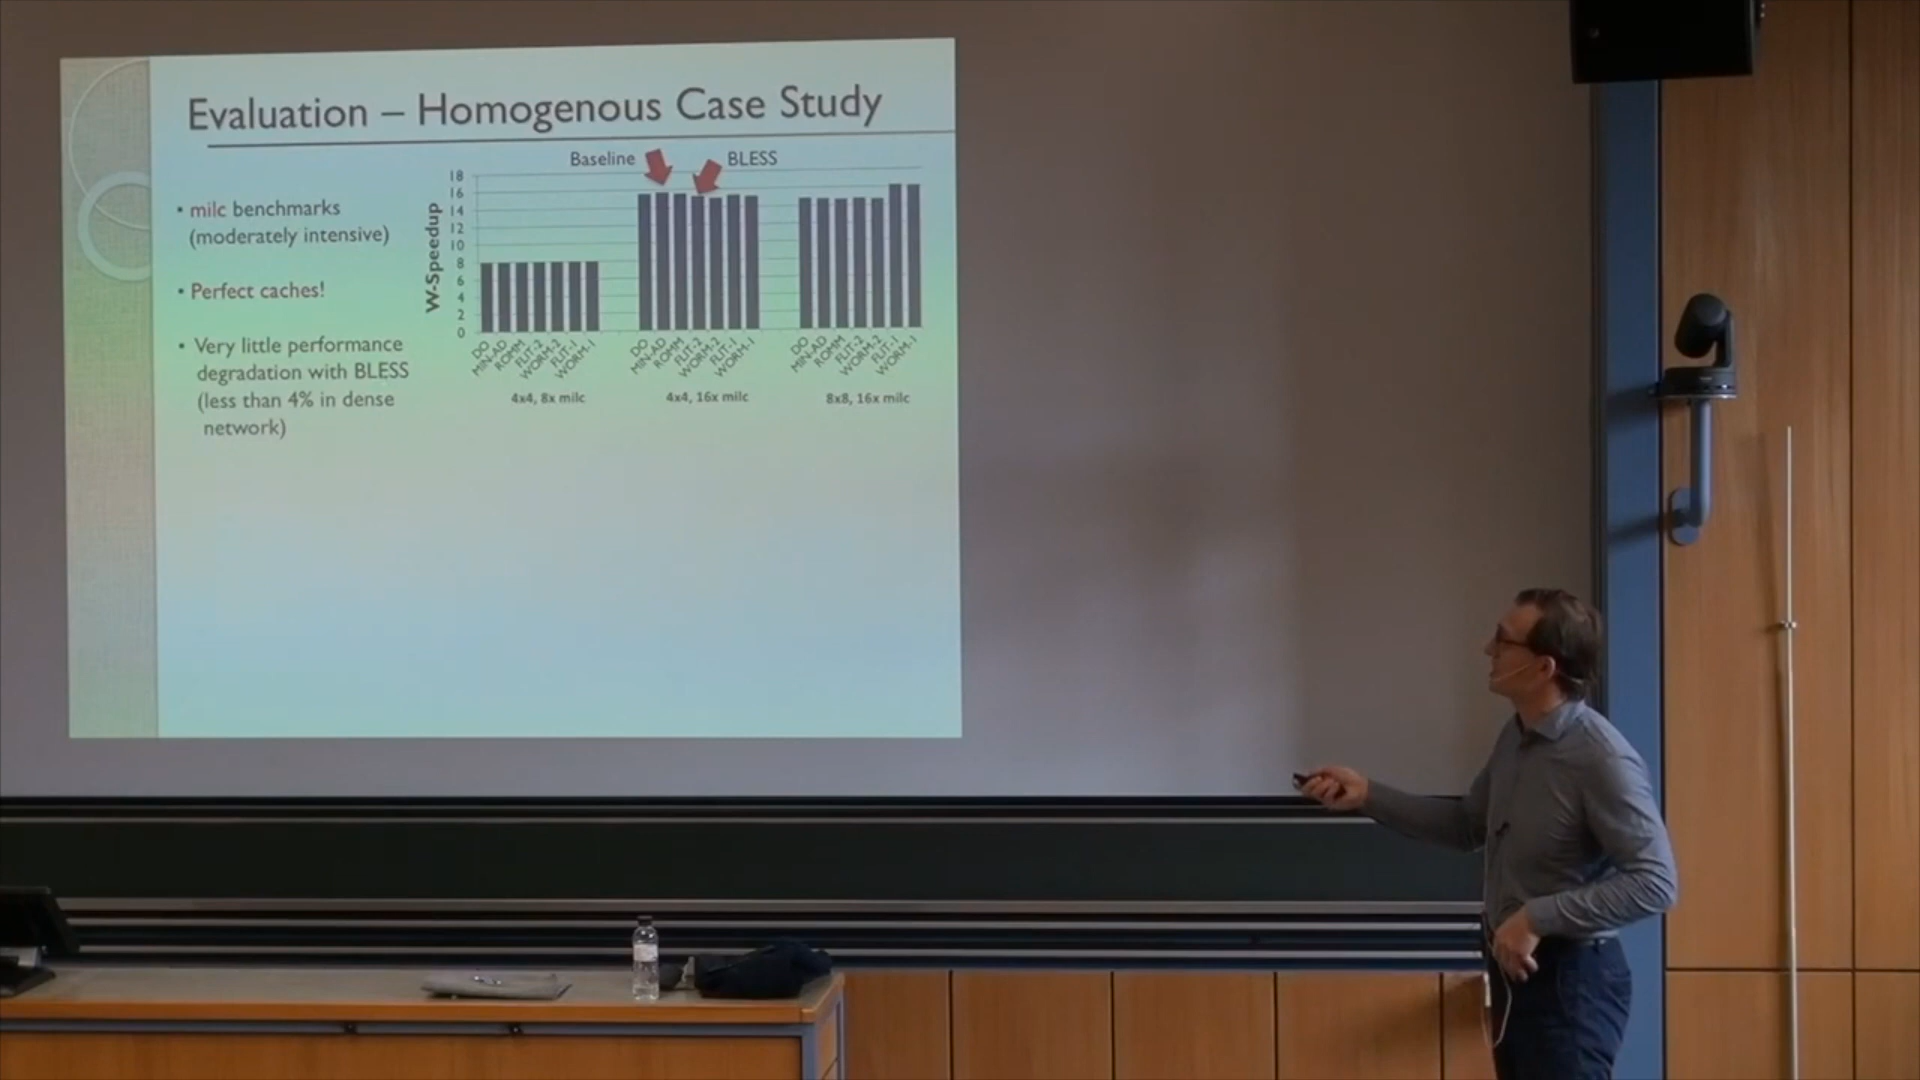 Evaluation – Homogenous Case Study
Baseline
BLESS
• milc benchmarks
(moderately intensive)
• Perfect caches!
• Very little performance
degradation with BLESS
(less than 4% in dense
network)
W-Speedup
18
16
14
12
10
8
6
4
2
0
DO
MIN-AD
ROMM
FLIT-2
WORM-2
FLIT-1
WORM-1
DO
MIN-AD
ROMM
FLIT-2
WORM-2
FLIT-1
WORM-1
DO
MIN-AD
ROMM
FLIT-2
WORM-2
FLIT-1
WORM-1
4x4, 8x milc
4x4, 16x milc
8x8, 16x milc